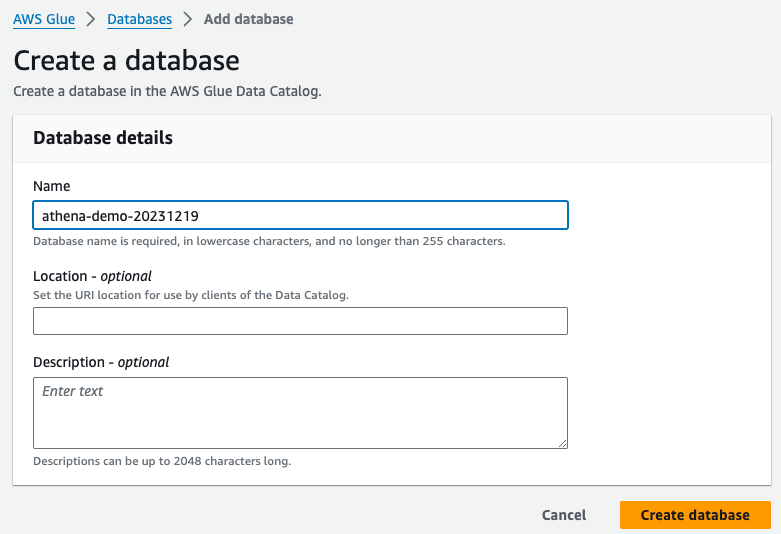 AWS Glue > Databases > Add database
Create a database
Create a database in the AWS Glue Data Catalog.
Database details
Name
athena-demo-20231219
Database name is required, in lowercase characters, and no longer than 255 characters.
Location - optional
Set the URI location for use by clients of the Data Catalog.
Description - optional
Enter text
Descriptions can be up to 2048 characters long.
Cancel Create database